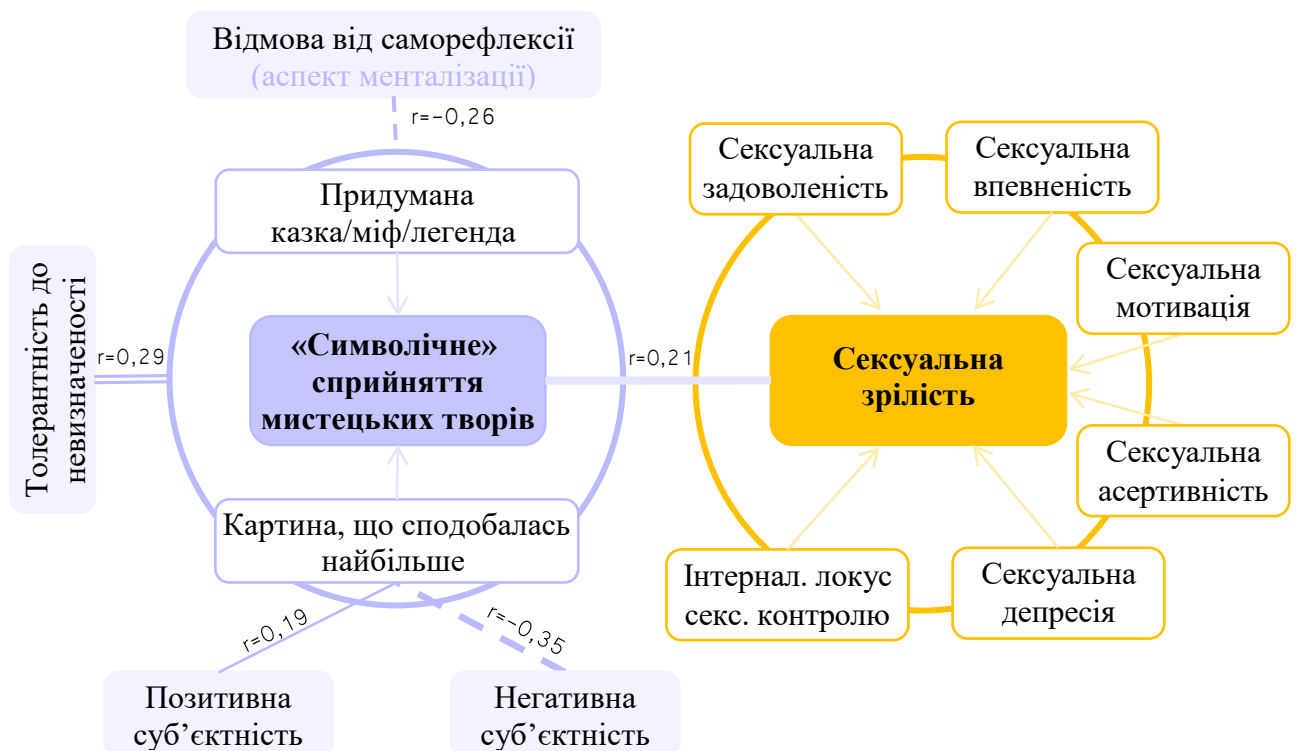 Відмова від саморефлексії
(аспект менталізації)
r=-0,26
Придумана
казка/міф/легенда
Толерантність до
невизначеності
r=0,29
«Символічне»
сприйняття
мистецьких творів
r=0,21
Картина, що сподобалась
найбільше
r=0,19
r=-0,35
Позитивна
суб’єктність
Негативна
суб’єктність
Сексуальна
задоволеність
Сексуальна
впевненість
Сексуальна
мотивація
Сексуальна
зрілість
Сексуальна
асертивність
Інтернал. локус
секс. контролю
Сексуальна
депресія